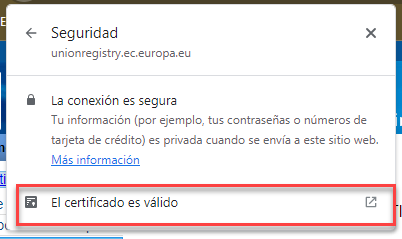 Seguridad
unionregistry.ec.europa.eu
La conexión es segura
Tu información (por ejemplo, tus contraseñas o números de
tarjeta de crédito) es privada cuando se envía a este sitio web.
Más información
El certificado es válido